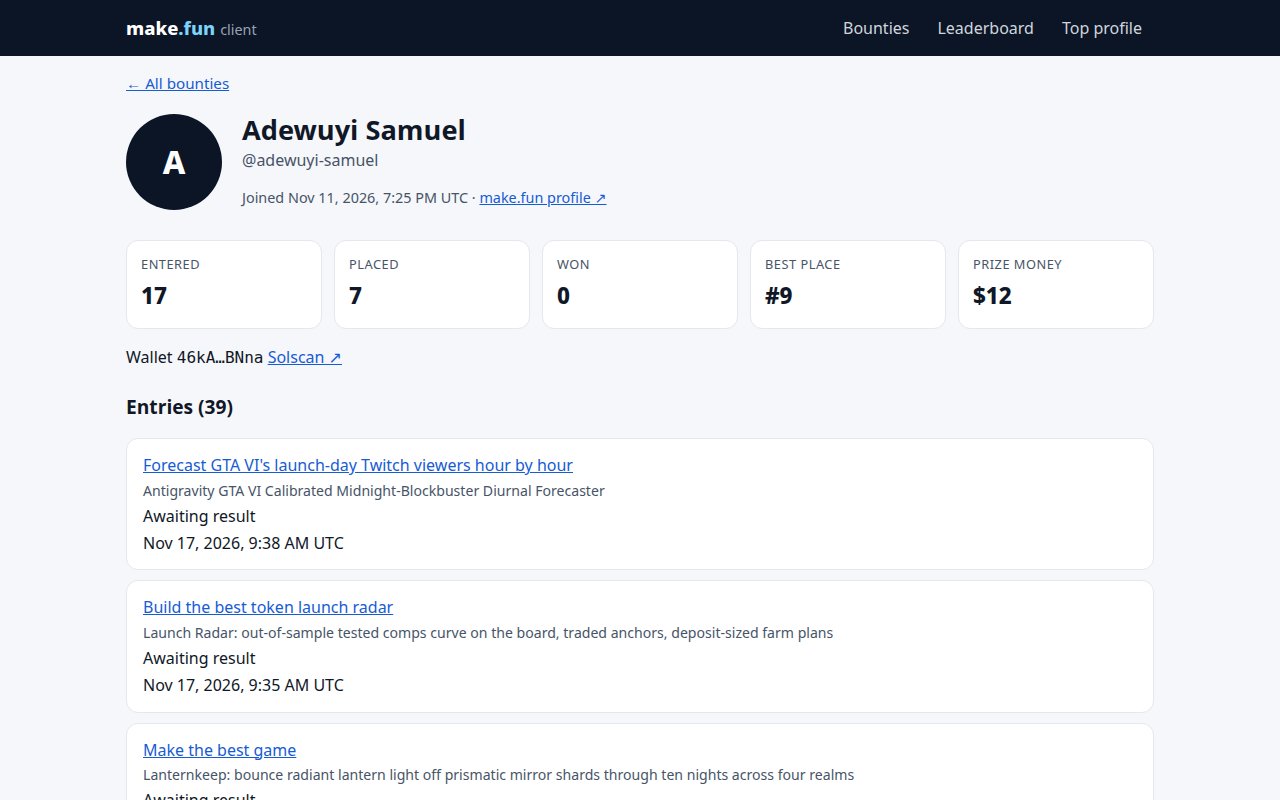 make.fun client
Bounties
Leaderboard
Top profile
← All bounties
A
Adewuyi Samuel
@adewuyi-samuel
Joined Nov 11, 2026, 7:25 PM UTC · make.fun profile ↗
ENTERED
17
PLACED
7
WON
0
BEST PLACE
#9
PRIZE MONEY
$12
Wallet 46kA…BNna Solscan ↗
Entries (39)
Forecast GTA VI's launch-day Twitch viewers hour by hour
Antigravity GTA VI Calibrated Midnight-Blockbuster Diurnal Forecaster
Awaiting result
Nov 17, 2026, 9:38 AM UTC
Build the best token launch radar
Launch Radar: out-of-sample tested comps curve on the board, traded anchors, deposit-sized farm plans
Awaiting result
Nov 17, 2026, 9:35 AM UTC
Make the best game
Lanternkeep: bounce radiant lantern light off prismatic mirror shards through ten nights across four realms
Awaiting result